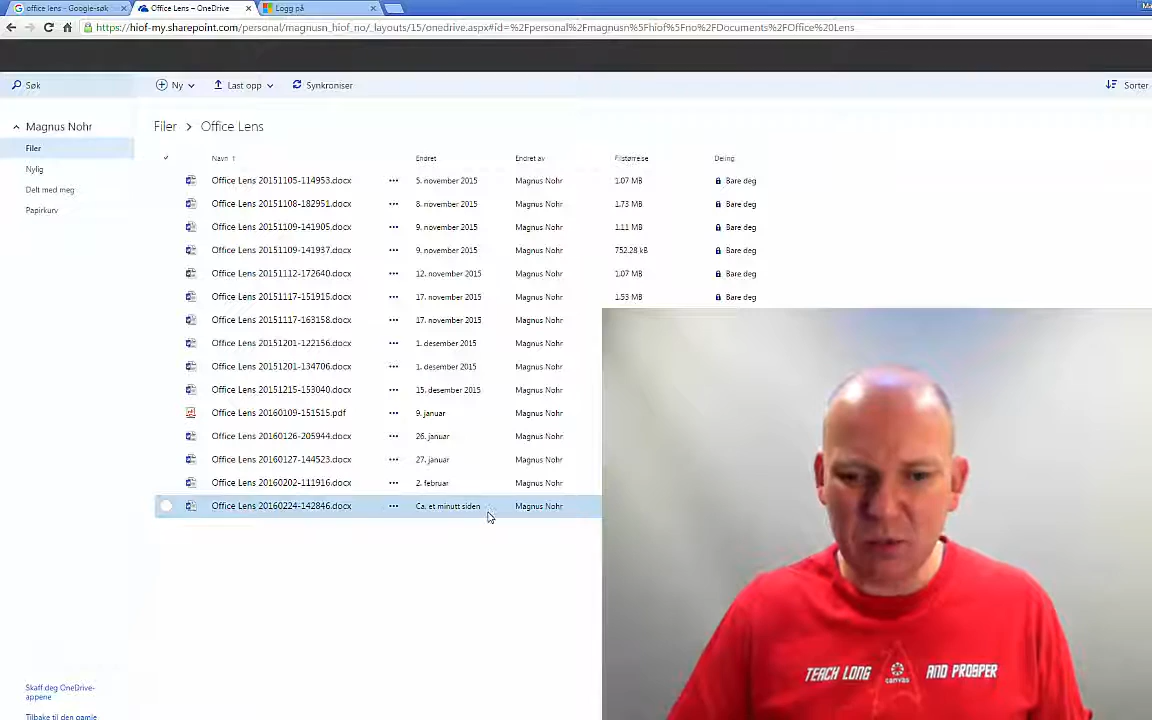 office lens - Google-søk
Office Lens – OneDrive
Logg på
https://hiof-my.sharepoint.com/personal/magnusn_hiof_no/_layouts/15/onedrive.aspx#id=%2Fpersonal%2Fmagnusn%5Fhiof%5Fno%2FDocuments%2FOffice%20Lens
Søk
Ny
Last opp
Synkroniser
Sorter
Magnus Nohr
Filer
Nylig
Delt med meg
Papirkurv
Filer > Office Lens
Navn ↑ Endret Endret av Filstørrelse Deling
Office Lens 20151105-114953.docx ••• 5. november 2015 Magnus Nohr 1.07 MB Bare deg
Office Lens 20151108-182951.docx ••• 8. november 2015 Magnus Nohr 1.73 MB Bare deg
Office Lens 20151109-141905.docx ••• 9. november 2015 Magnus Nohr 1.11 MB Bare deg
Office Lens 20151109-141937.docx ••• 9. november 2015 Magnus Nohr 752.28 kB Bare deg
Office Lens 20151112-172640.docx ••• 12. november 2015 Magnus Nohr 1.07 MB Bare deg
Office Lens 20151117-151915.docx ••• 17. november 2015 Magnus Nohr 1.53 MB Bare deg
Office Lens 20151117-163158.docx ••• 17. november 2015 Magnus Nohr
Office Lens 20151201-122156.docx ••• 1. desember 2015 Magnus Nohr
Office Lens 20151201-134706.docx ••• 1. desember 2015 Magnus Nohr
Office Lens 20151215-153040.docx ••• 15. desember 2015 Magnus Nohr
Office Lens 20160109-151515.pdf ••• 9. januar Magnus Nohr
Office Lens 20160126-205944.docx ••• 26. januar Magnus Nohr
Office Lens 20160127-144523.docx ••• 27. januar Magnus Nohr
Office Lens 20160202-111916.docx ••• 2. februar Magnus Nohr
Office Lens 20160224-142846.docx ••• Ca. et minutt siden Magnus Nohr
Skaff deg OneDrive-
appene
Tilbake til den gamle
TEACH LONG AND PROSPER
canvas